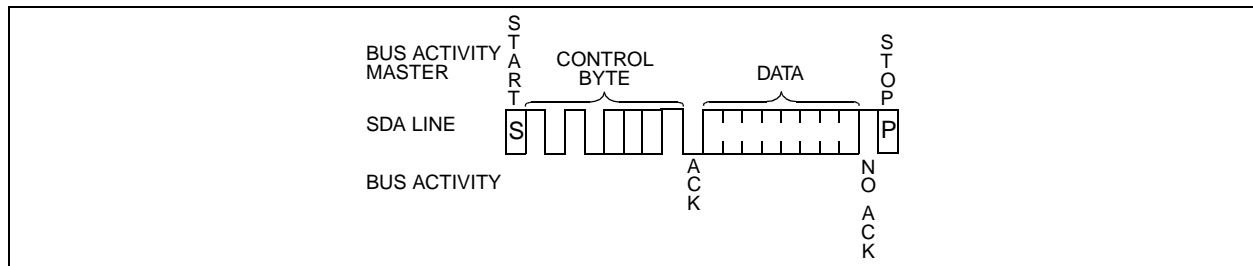 START
BUS ACTIVITY
MASTER
CONTROL
BYTE
DATA
STOP
SDA LINE
S
P
BUS ACTIVITY
ACK
NO ACK